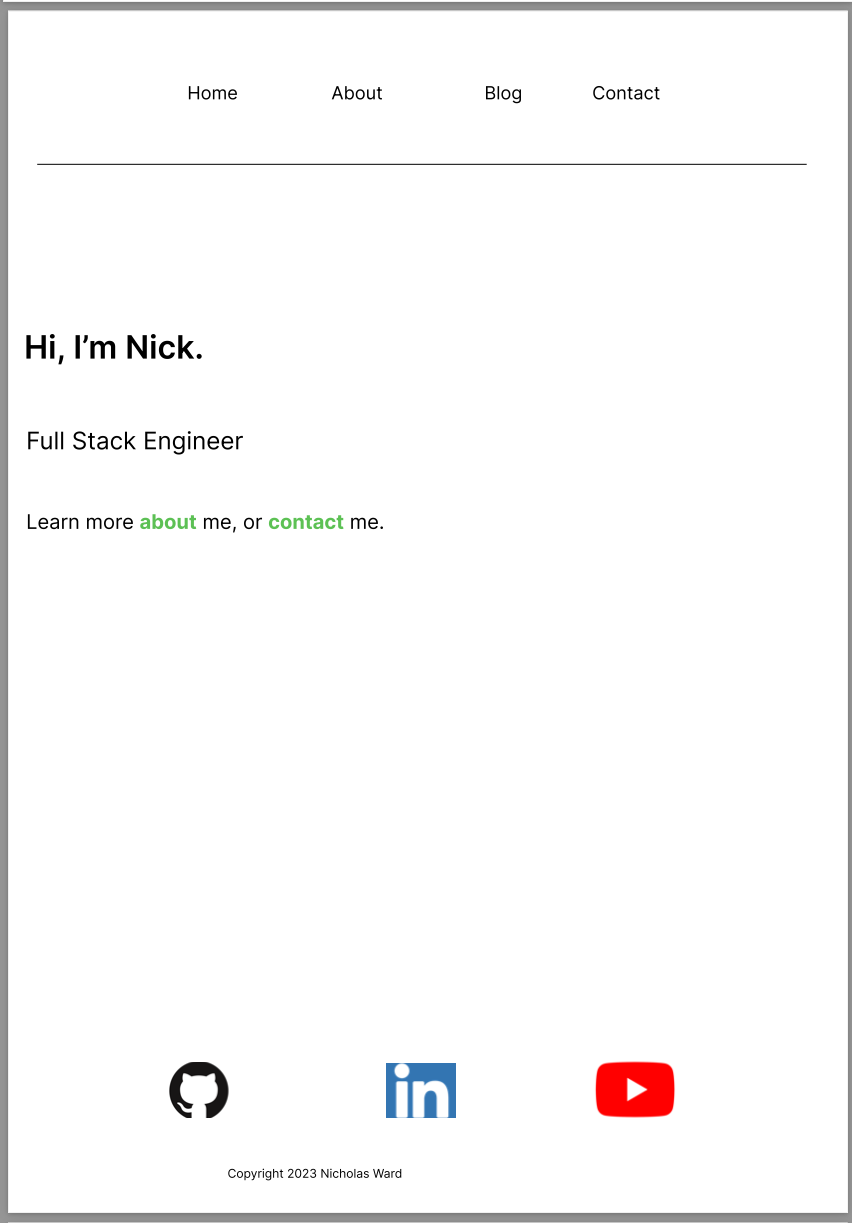 Home About Blog Contact
Hi, I’m Nick.
Full Stack Engineer
Learn more about me, or contact me.
in
Copyright 2023 Nicholas Ward